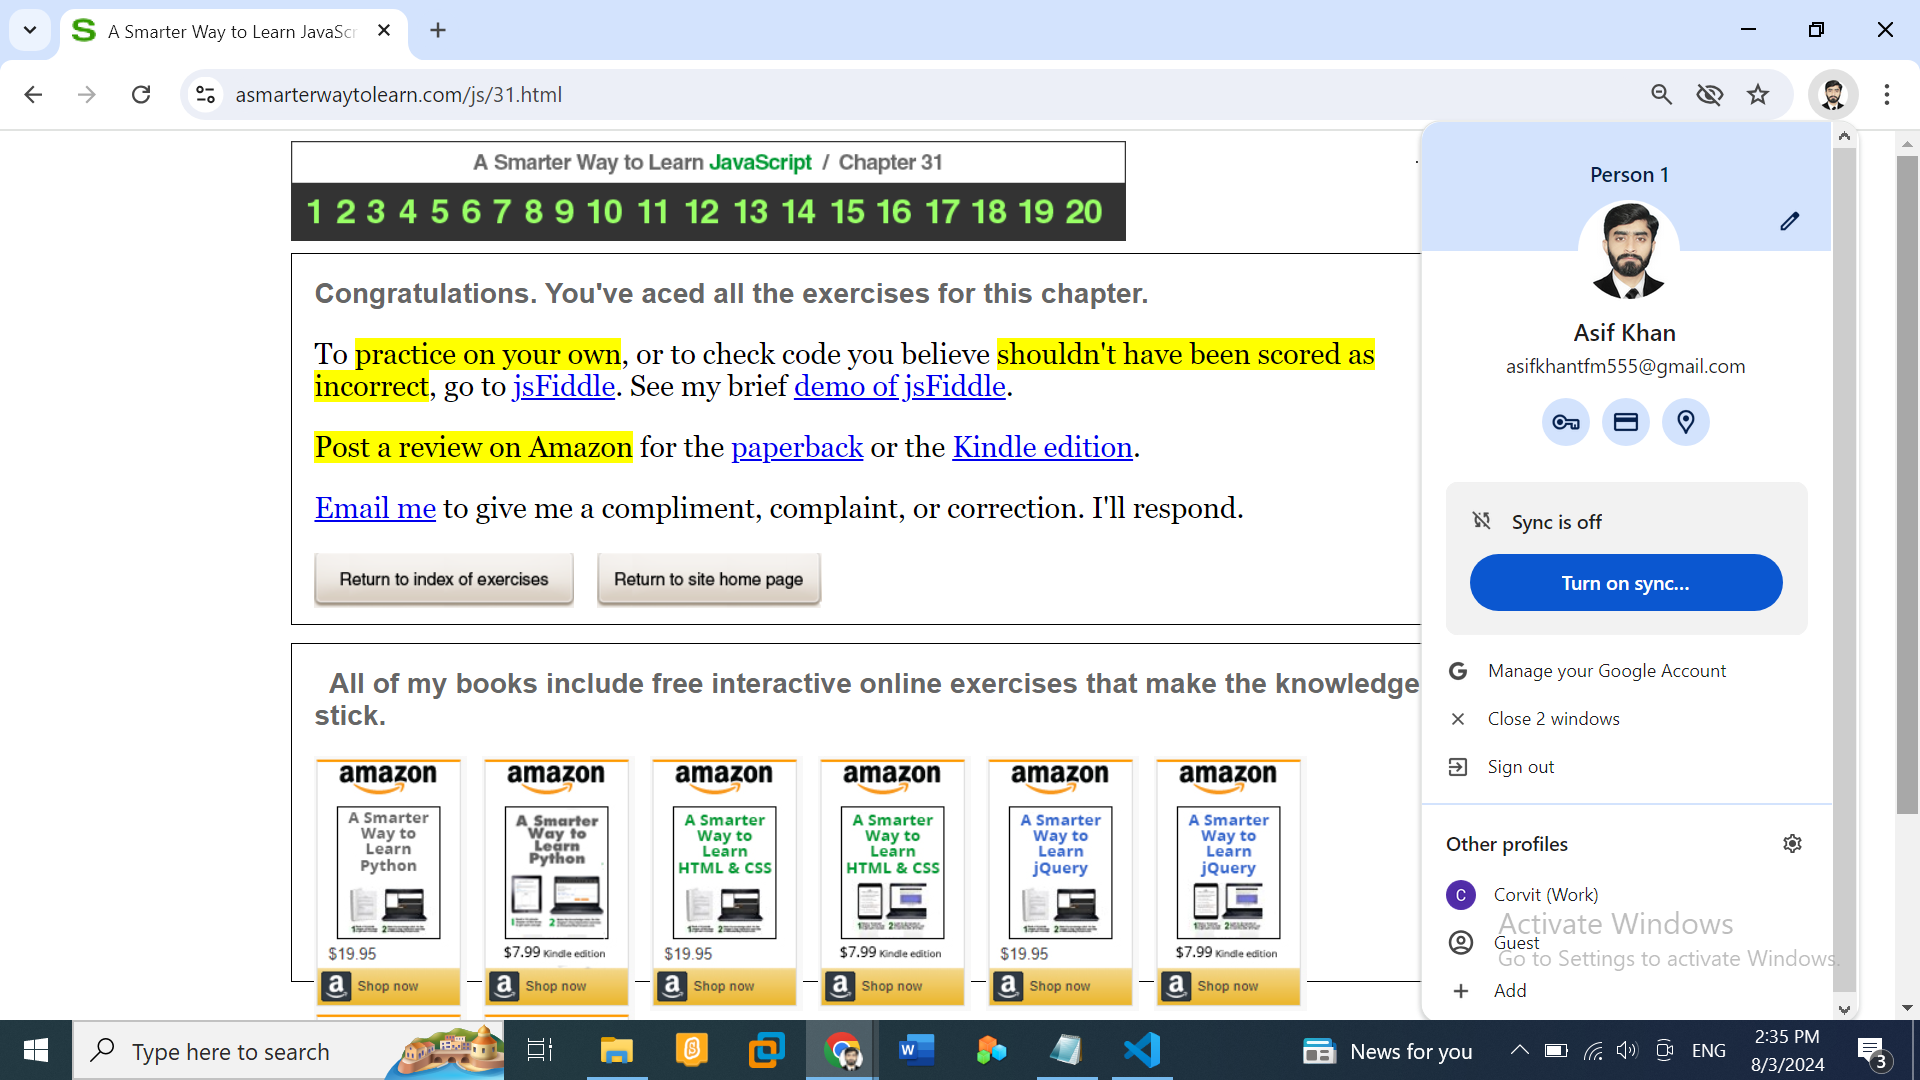 A Smarter Way to Learn JavaScr
asmarterwaytolearn.com/js/31.html
A Smarter Way to Learn JavaScript / Chapter 31
1 2 3 4 5 6 7 8 9 10 11 12 13 14 15 16 17 18 19 20
Congratulations. You've aced all the exercises for this chapter.
To practice on your own, or to check code you believe shouldn't have been scored as
incorrect, go to jsFiddle. See my brief demo of jsFiddle.
Post a review on Amazon for the paperback or the Kindle edition.
Email me to give me a compliment, complaint, or correction. I'll respond.
Return to index of exercises Return to site home page
All of my books include free interactive online exercises that make the knowledge
stick.
amazon amazon amazon amazon amazon amazon
A Smarter A Smarter A Smarter A Smarter A Smarter A Smarter
Way to Way to Way to Way to Way to Way to
Learn Learn Learn Learn Learn Learn
Python Python HTML & CSS HTML & CSS jQuery jQuery
$19.95 $7.99 Kindle edition $19.95 $7.99 Kindle edition $19.95 $7.99 Kindle edition
Shop now Shop now Shop now Shop now Shop now Shop now
Person 1
Asif Khan
asifkhantfm555@gmail.com
Sync is off
Turn on sync...
Manage your Google Account
Close 2 windows
Sign out
Other profiles
C Corvit (Work)
Activate Windows
Guest
Go to Settings to activate Windows.
Add
Type here to search
News for you
ENG
2:35 PM
8/3/2024
3